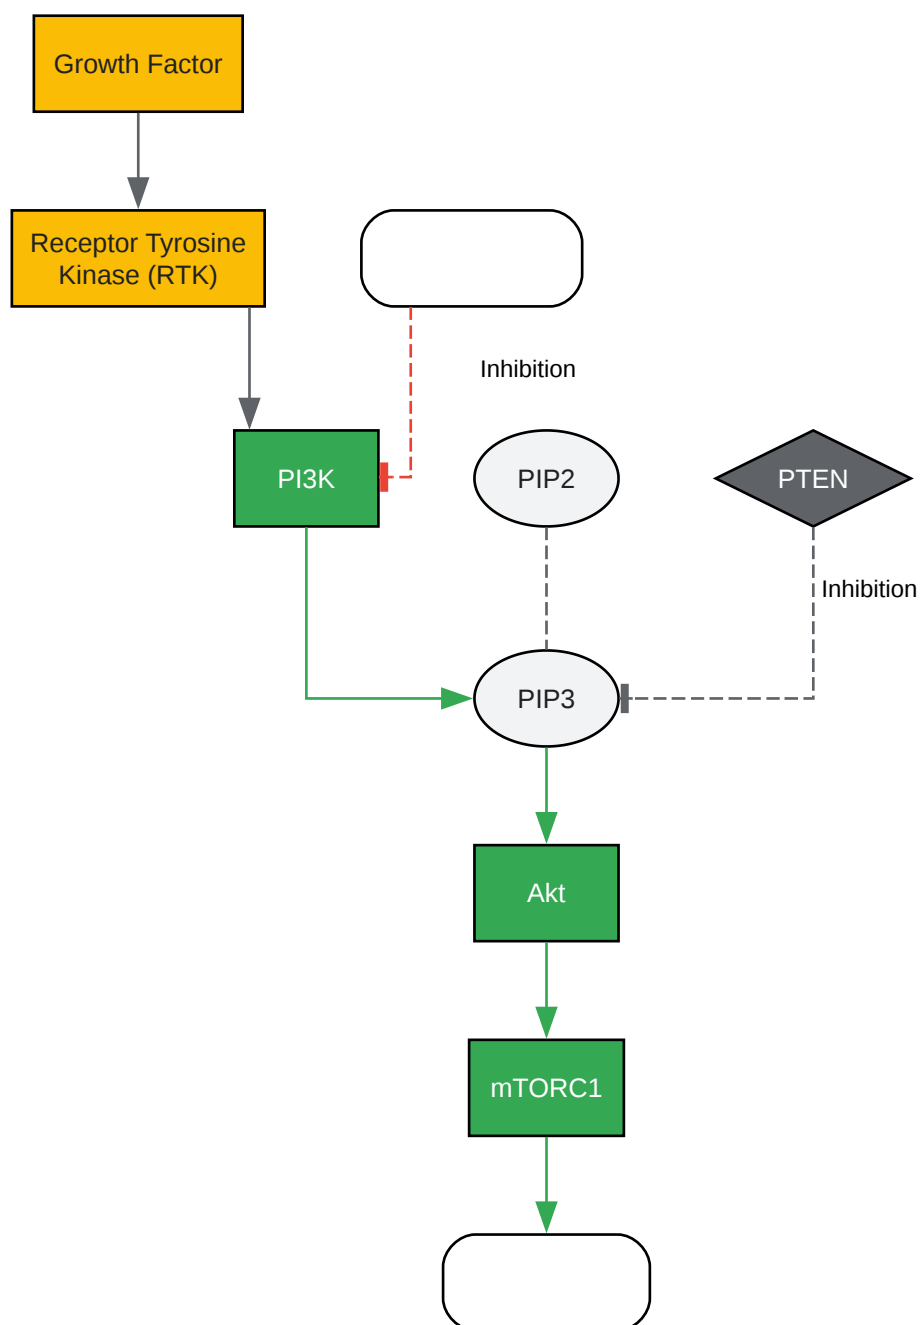 Growth Factor
Receptor Tyrosine
Kinase (RTK)
Inhibition
PI3K
PIP2
PTEN
Inhibition
PIP3
Akt
mTORC1